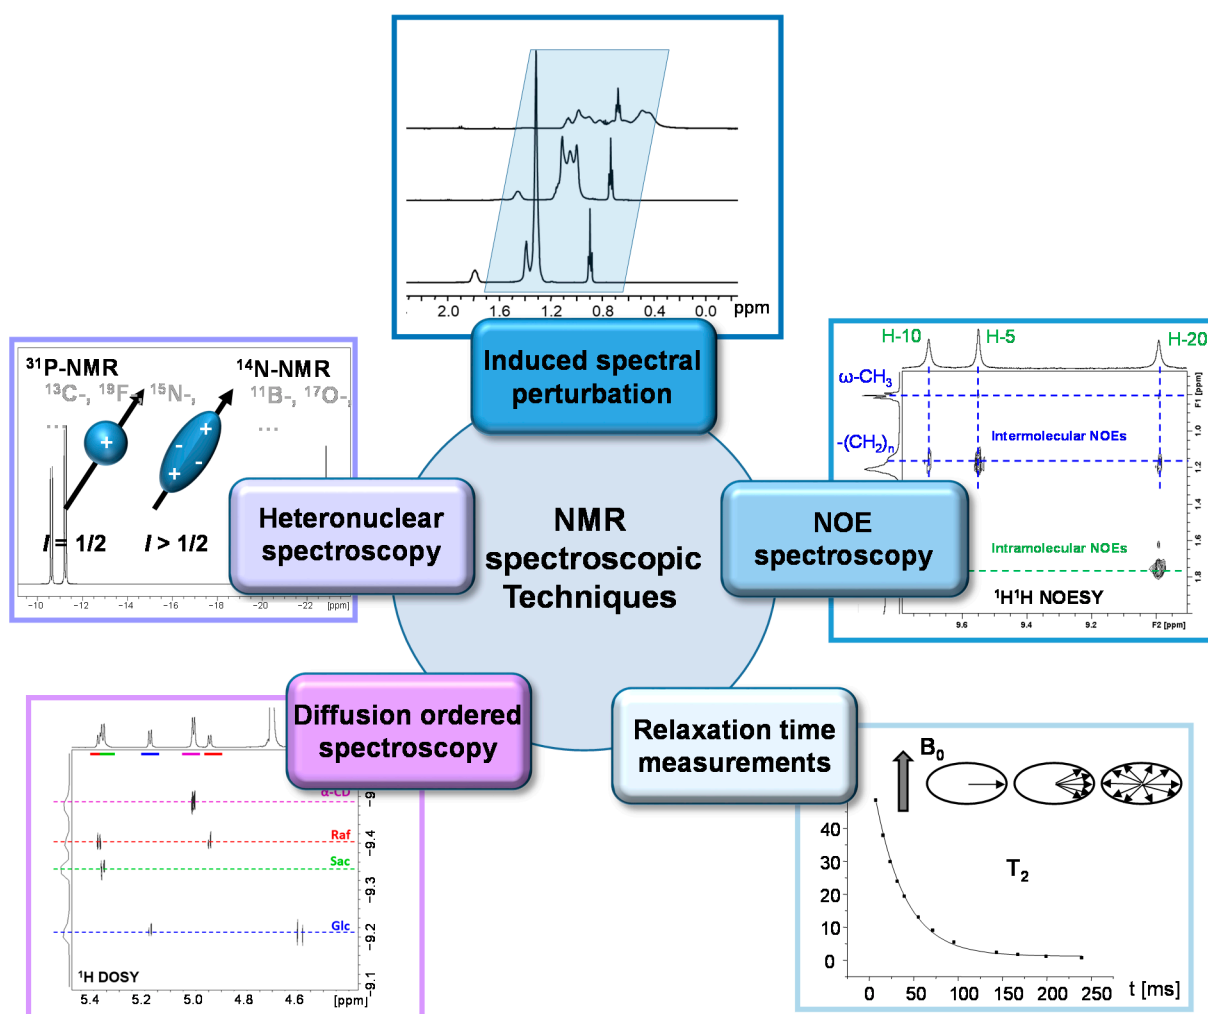 2.0 1.6 1.2 0.8 0.4 0.0 ppm
Induced spectral
perturbation
³¹P-NMR
¹³C-, ¹⁹F-, ¹⁵N-,
...
¹⁴N-NMR
¹¹B-, ¹⁷O-,
...
+
+
-
-
+
I = 1/2
I > 1/2
−10 −12 −14 −16 −18 −20 −22 [ppm]
Heteronuclear
spectroscopy
NMR
spectroscopic
Techniques
H-10
H-5
H-20
ω-CH₃
-(CH₂)ₙ
Intermolecular NOEs
Intramolecular NOEs
¹H¹H NOESY
F1 [ppm]
1.0
1.2
1.4
1.6
1.8
9.6 9.4 9.2 F2 [ppm]
NOE
spectroscopy
Diffusion ordered
spectroscopy
α-CD
Raf
Sac
Glc
-9
-9.4
-9.3
-9.2
-9.1
¹H DOSY
5.4 5.2 5.0 4.8 4.6 [ppm]
Relaxation time
measurements
B₀
T₂
40
30
20
10
0
0 50 100 150 200 250 t [ms]